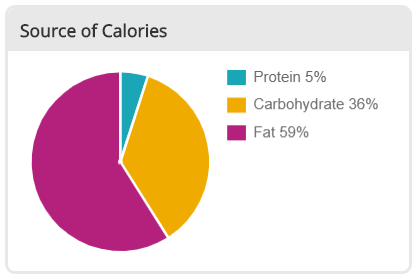 Source of Calories
Protein 5%
Carbohydrate 36%
Fat 59%